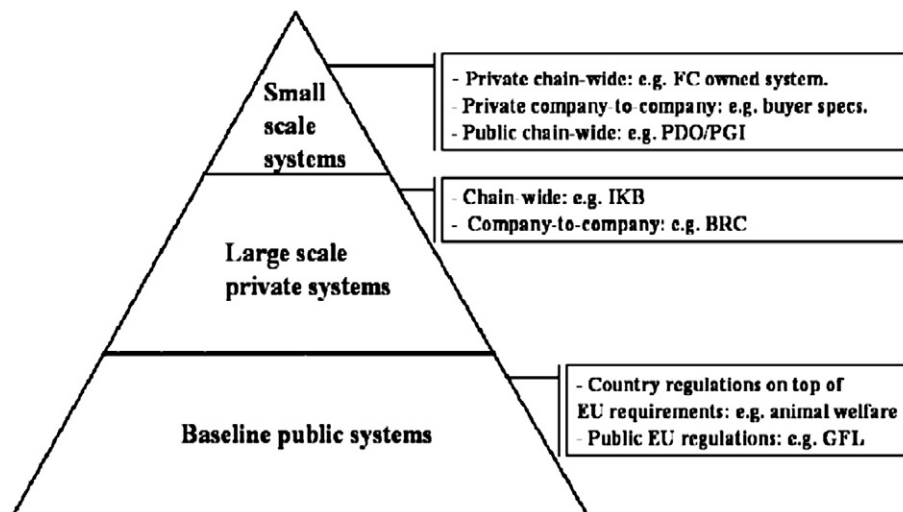 Small
scale
systems
- Private chain-wide: e.g. FC owned system.
- Private company-to-company: e.g. buyer specs.
- Public chain-wide: e.g. PDO/PGI
Large scale
private systems
- Chain-wide: e.g. IKB
- Company-to-company: e.g. BRC
Baseline public systems
- Country regulations on top of
EU requirements: e.g. animal welfare
- Public EU regulations: e.g. GFL